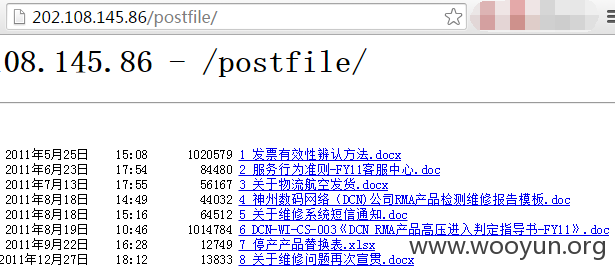 202.108.145.86/postfile/
08.145.86 - /postfile/
2011年5月25日 15:08 1020579 1 发票有效性辨认方法.docx
2011年6月23日 17:54 84480 2 服务行为准则-FY11客服中心.doc
2011年7月13日 17:55 56167 3 关于物流航空发货.docx
2011年8月18日 14:49 44032 4 神州数码网络（DCN)公司RMA产品检测维修报告模板.doc
2011年8月18日 15:16 64512 5 关于维修系统短信通知.doc
2011年8月19日 10:46 1014784 6 DCN-WI-CS-003《DCN RMA产品高压进入判定指导书-FY11》.doc
2011年9月22日 16:28 12749 7 停产产品替换表.xlsx
2011年12月27日 18:12 13833 8 关于维修问题再次宣贯.docx
www.wooyun.org